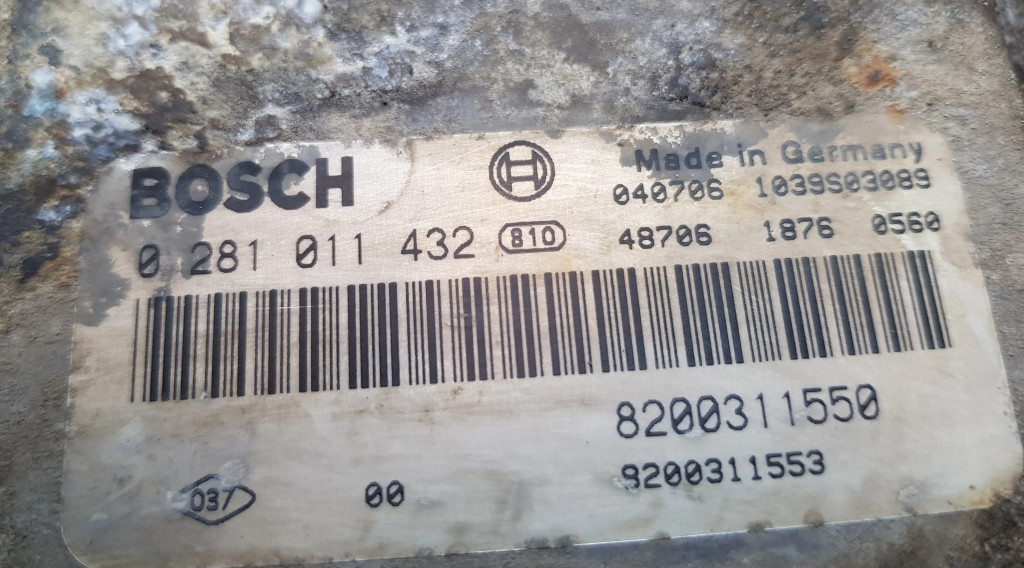 BOSCH
Made in Germany
040706 1039S03089
0 281 011 432 810 48706 1876 0560
8200311550
8200311553
037 00